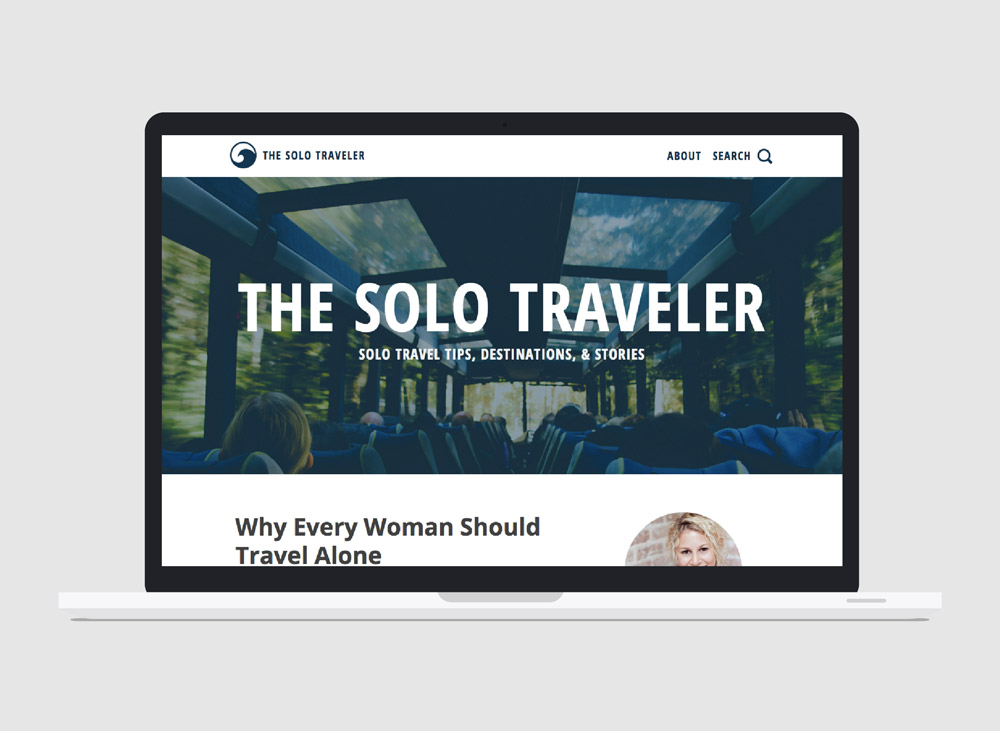 THE SOLO TRAVELER
ABOUT SEARCH
THE SOLO TRAVELER
SOLO TRAVEL TIPS, DESTINATIONS, & STORIES
Why Every Woman Should
Travel Alone